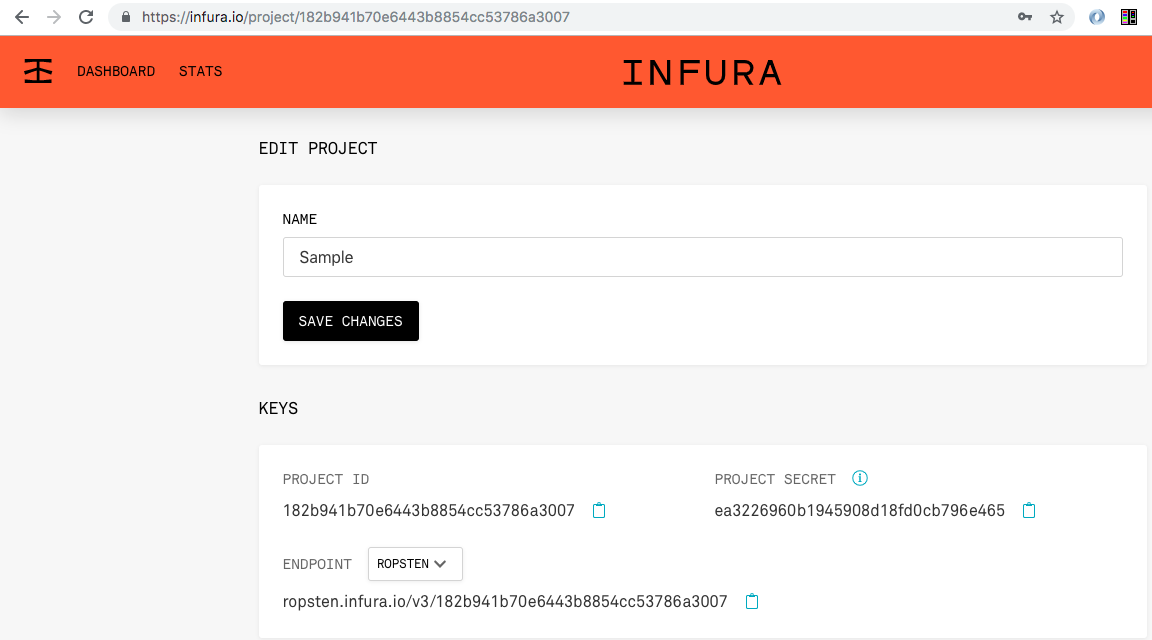 https://infura.io/project/182b941b70e6443b8854cc53786a3007
DASHBOARD STATS INFURA
EDIT PROJECT
NAME
Sample
SAVE CHANGES
KEYS
PROJECT ID PROJECT SECRET
182b941b70e6443b8854cc53786a3007 ea3226960b1945908d18fd0cb796e465
ENDPOINT ROPSTEN
ropsten.infura.io/v3/182b941b70e6443b8854cc53786a3007